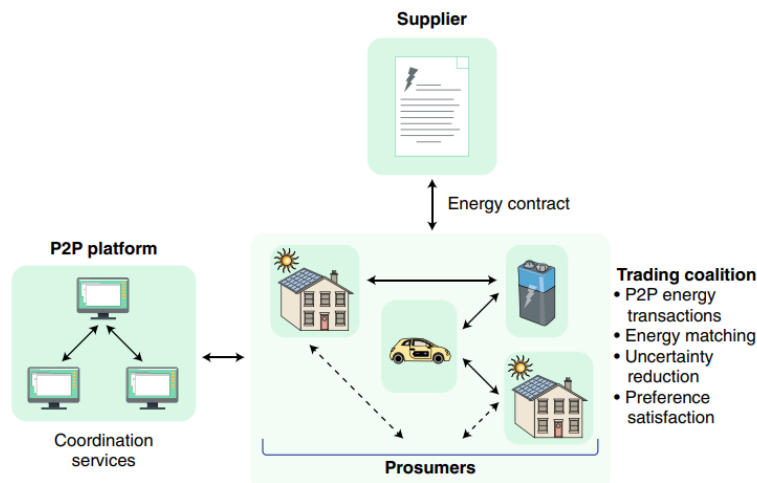 Supplier
Energy contract
P2P platform
Coordination
services
Prosumers
Trading coalition
• P2P energy
transactions
• Energy matching
• Uncertainty
reduction
• Preference
satisfaction